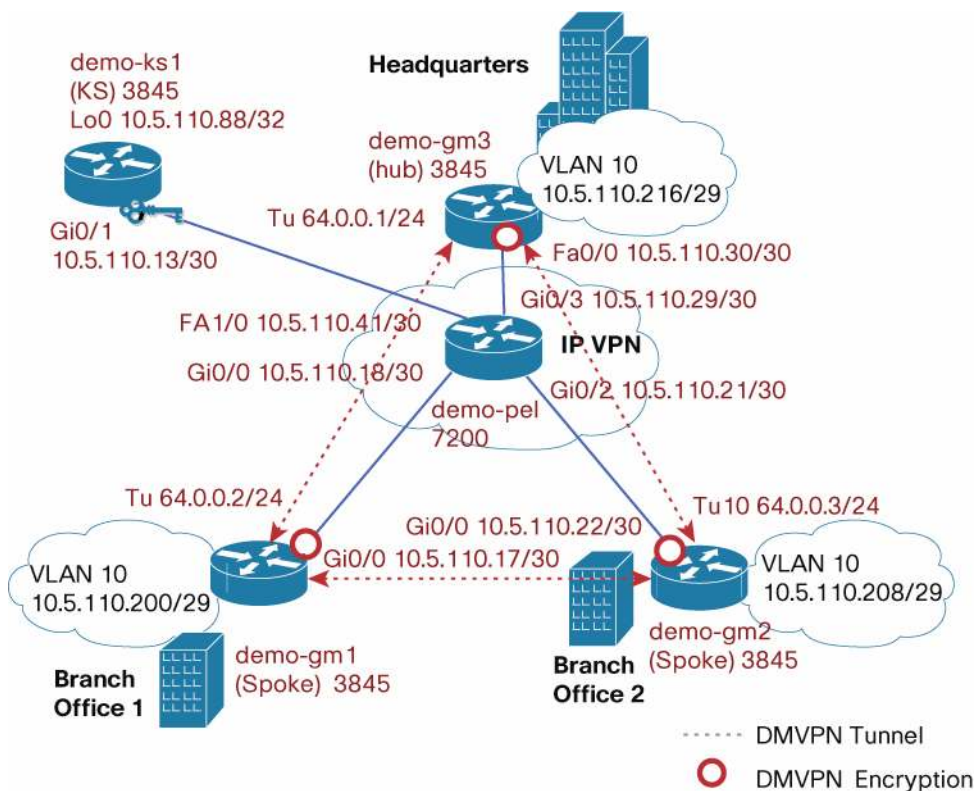 demo-ks1
(KS) 3845
Lo0 10.5.110.88/32
Headquarters
demo-gm3
(hub) 3845
VLAN 10
10.5.110.216/29
Tu 64.0.0.1/24
Gi0/1
10.5.110.13/30
Fa0/0 10.5.110.30/30
Gi0/3 10.5.110.29/30
FA1/0 10.5.110.41/30
IP VPN
Gi0/0 10.5.110.18/30
Gi0/2 10.5.110.21/30
demo-pel
7200
Tu 64.0.0.2/24
Tu10 64.0.0.3/24
Gi0/0 10.5.110.22/30
Gi0/0 10.5.110.17/30
VLAN 10
10.5.110.200/29
VLAN 10
10.5.110.208/29
demo-gm1
(Spoke) 3845
Branch
Office 1
demo-gm2
(Spoke) 3845
Branch
Office 2
DMVPN Tunnel
DMVPN Encryption